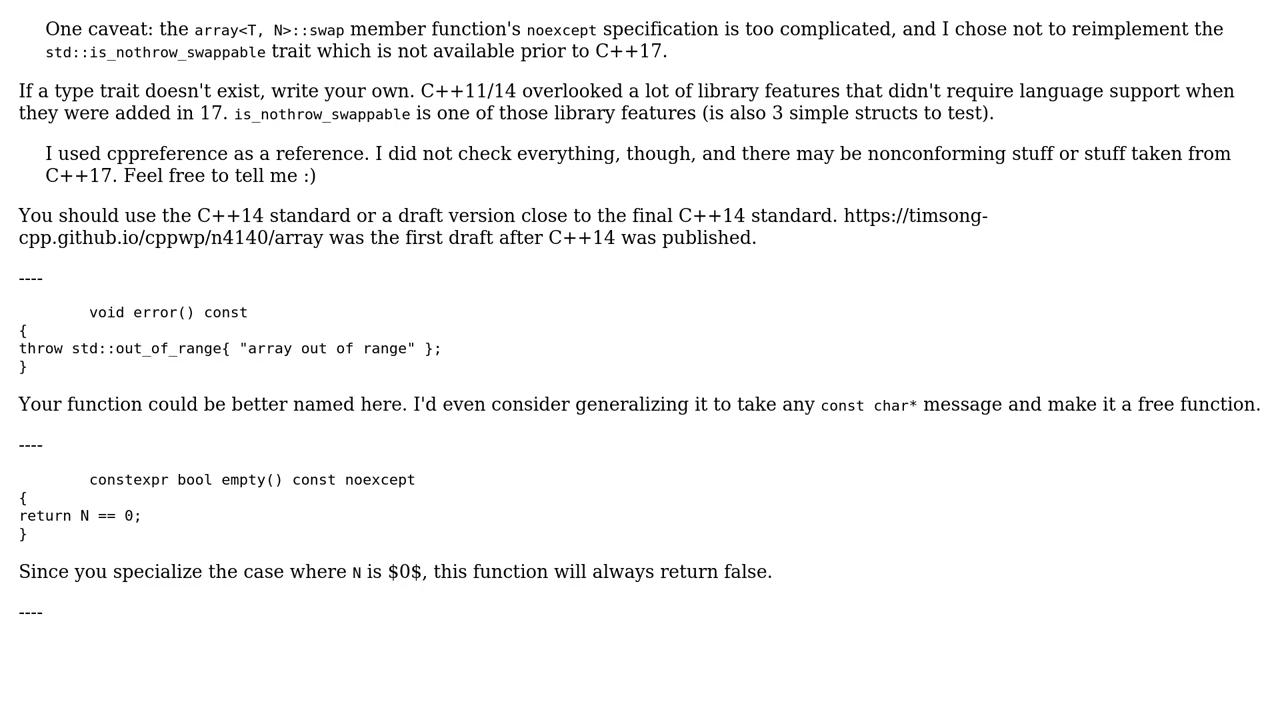 One caveat: the array<T, N>::swap member function's noexcept specification is too complicated, and I chose not to reimplement the
std::is_nothrow_swappable trait which is not available prior to C++17.
If a type trait doesn't exist, write your own. C++11/14 overlooked a lot of library features that didn't require language support when
they were added in 17. is_nothrow_swappable is one of those library features (is also 3 simple structs to test).
I used cppreference as a reference. I did not check everything, though, and there may be nonconforming stuff or stuff taken from
C++17. Feel free to tell me :)
You should use the C++14 standard or a draft version close to the final C++14 standard. https://timsong-
cpp.github.io/cppwp/n4140/array was the first draft after C++14 was published.
----
void error() const
{
throw std::out_of_range{ "array out of range" };
}
Your function could be better named here. I'd even consider generalizing it to take any const char* message and make it a free function.
----
constexpr bool empty() const noexcept
{
return N == 0;
}
Since you specialize the case where N is $0$, this function will always return false.
----